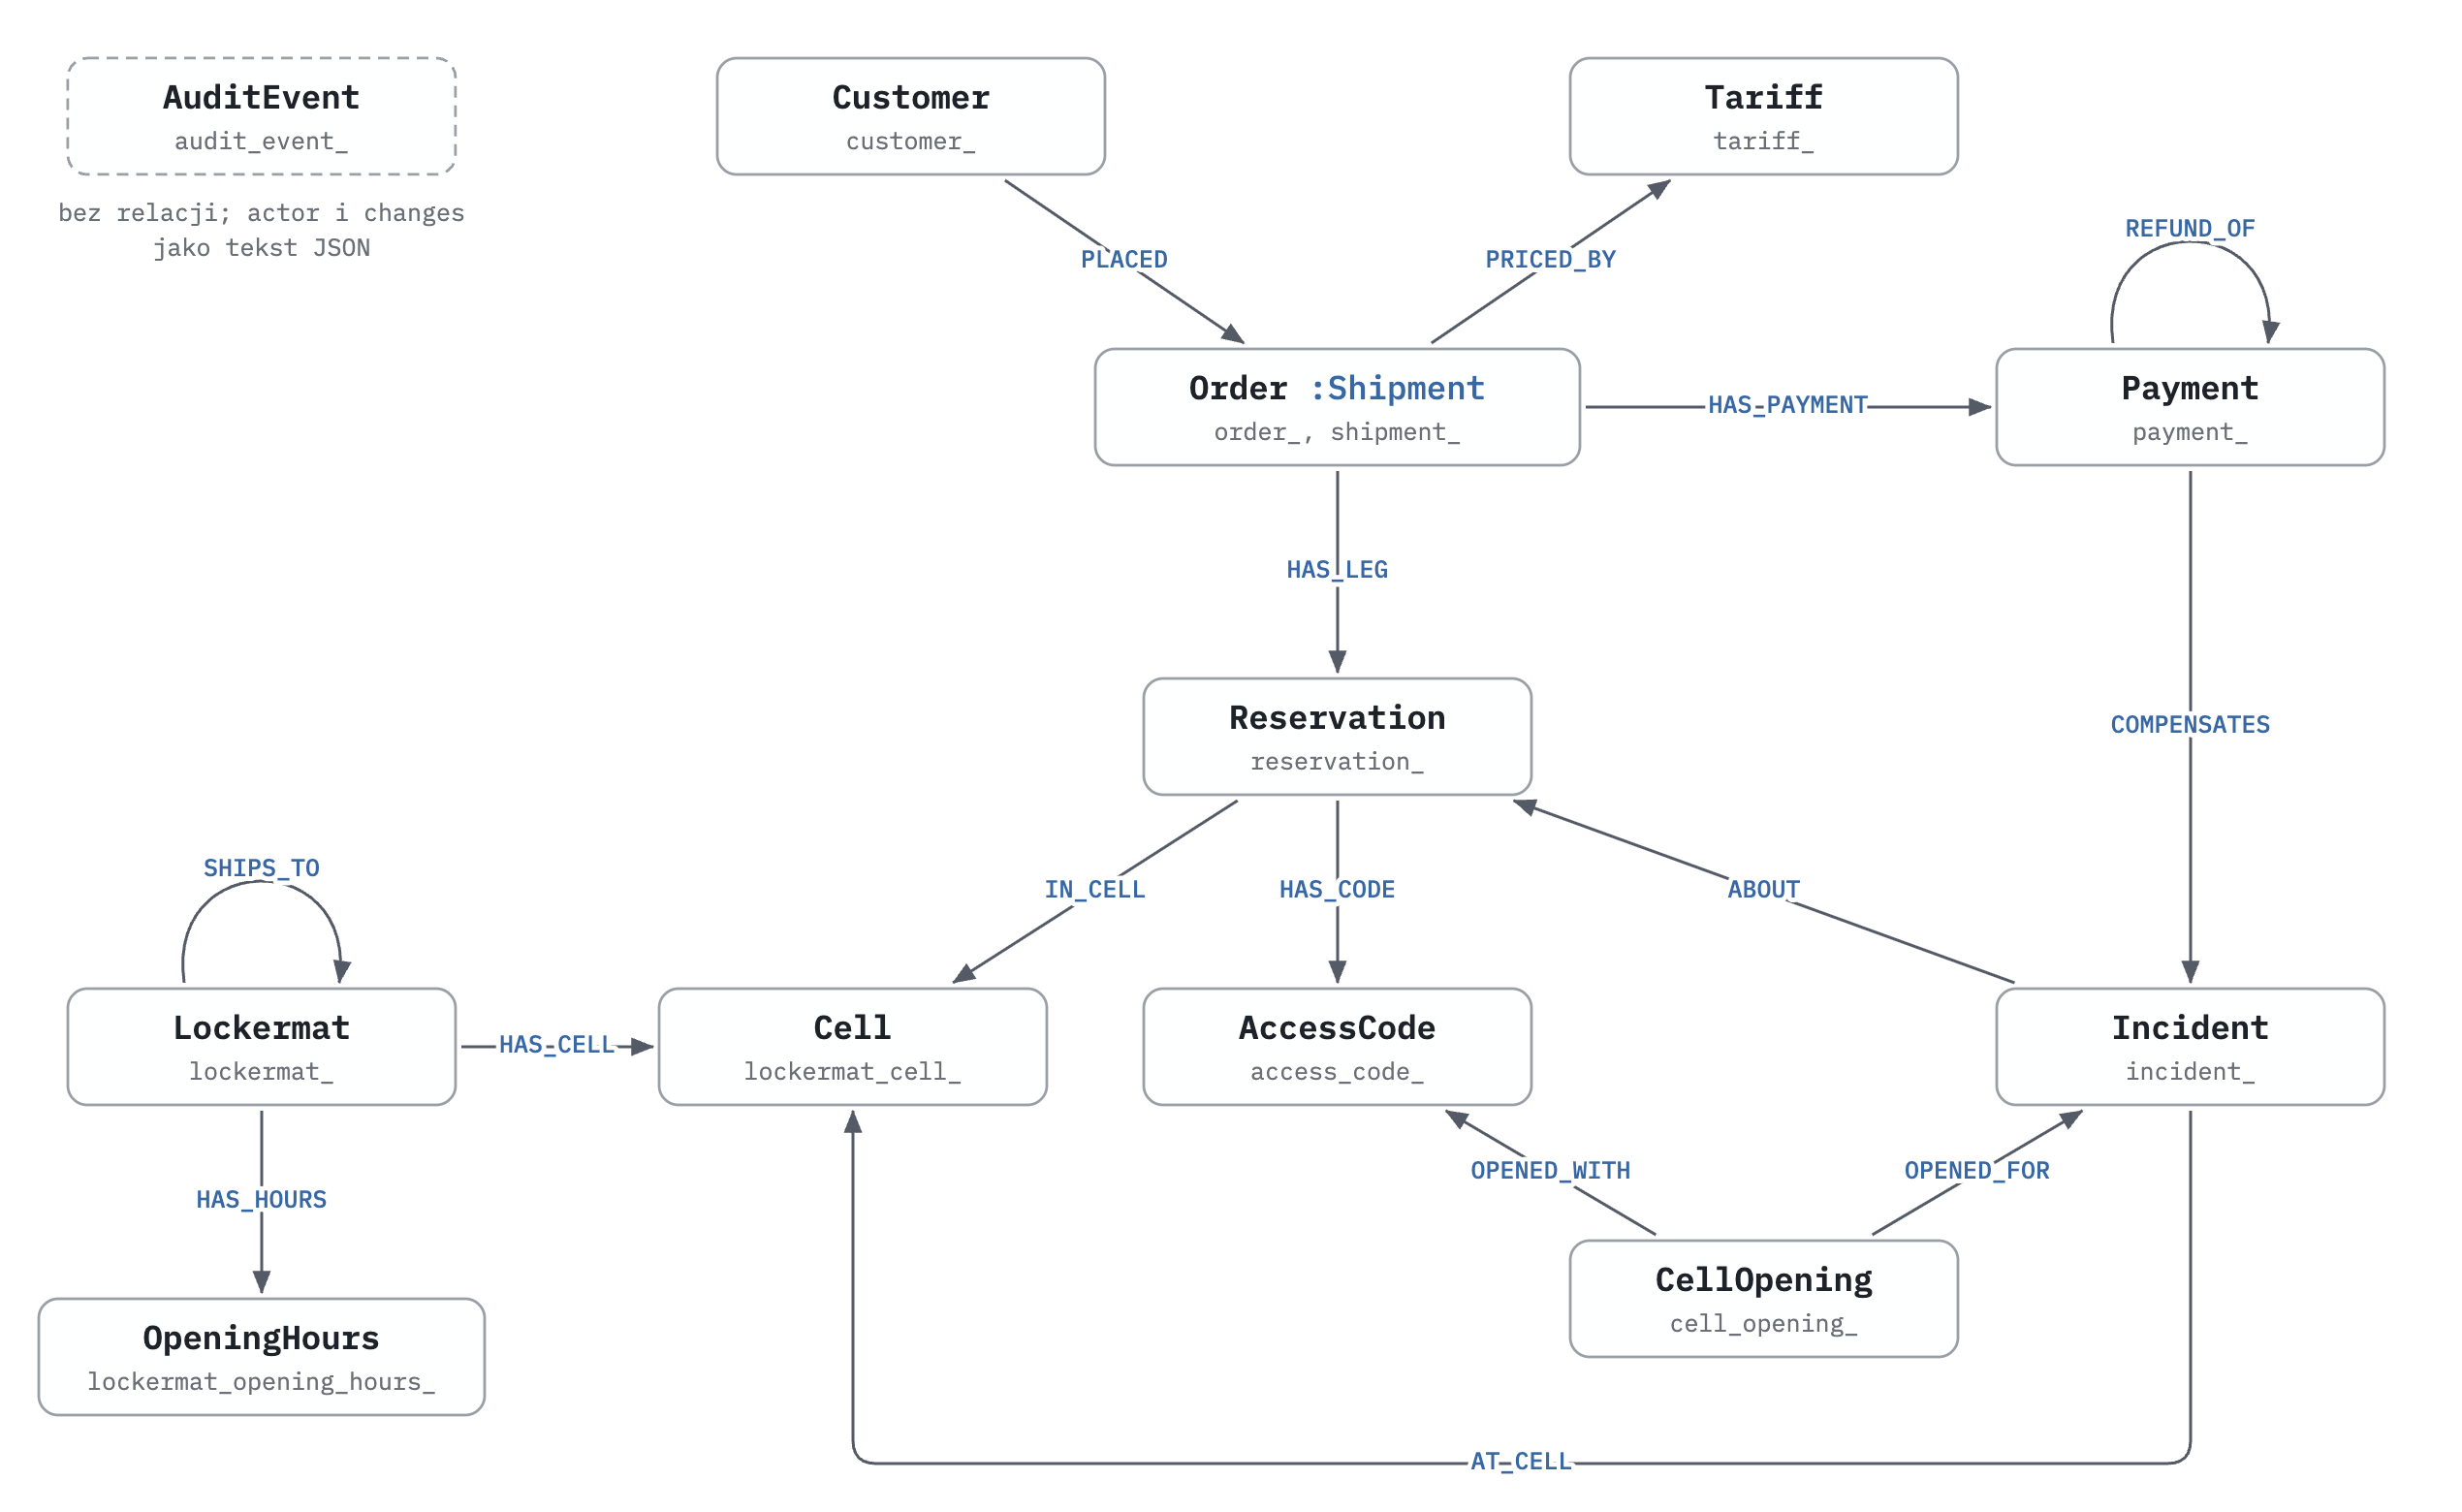 AuditEvent
audit_event_
bez relacji; actor i changes
jako tekst JSON
Customer
customer_
Tariff
tariff_
PLACED
PRICED_BY
REFUND_OF
Order :Shipment
order_, shipment_
HAS_PAYMENT
Payment
payment_
HAS_LEG
COMPENSATES
Reservation
reservation_
SHIPS_TO
IN_CELL
HAS_CODE
ABOUT
Lockermat
lockermat_
HAS_CELL
Cell
lockermat_cell_
AccessCode
access_code_
Incident
incident_
HAS_HOURS
OPENED_WITH
OPENED_FOR
OpeningHours
lockermat_opening_hours_
CellOpening
cell_opening_
AT_CELL